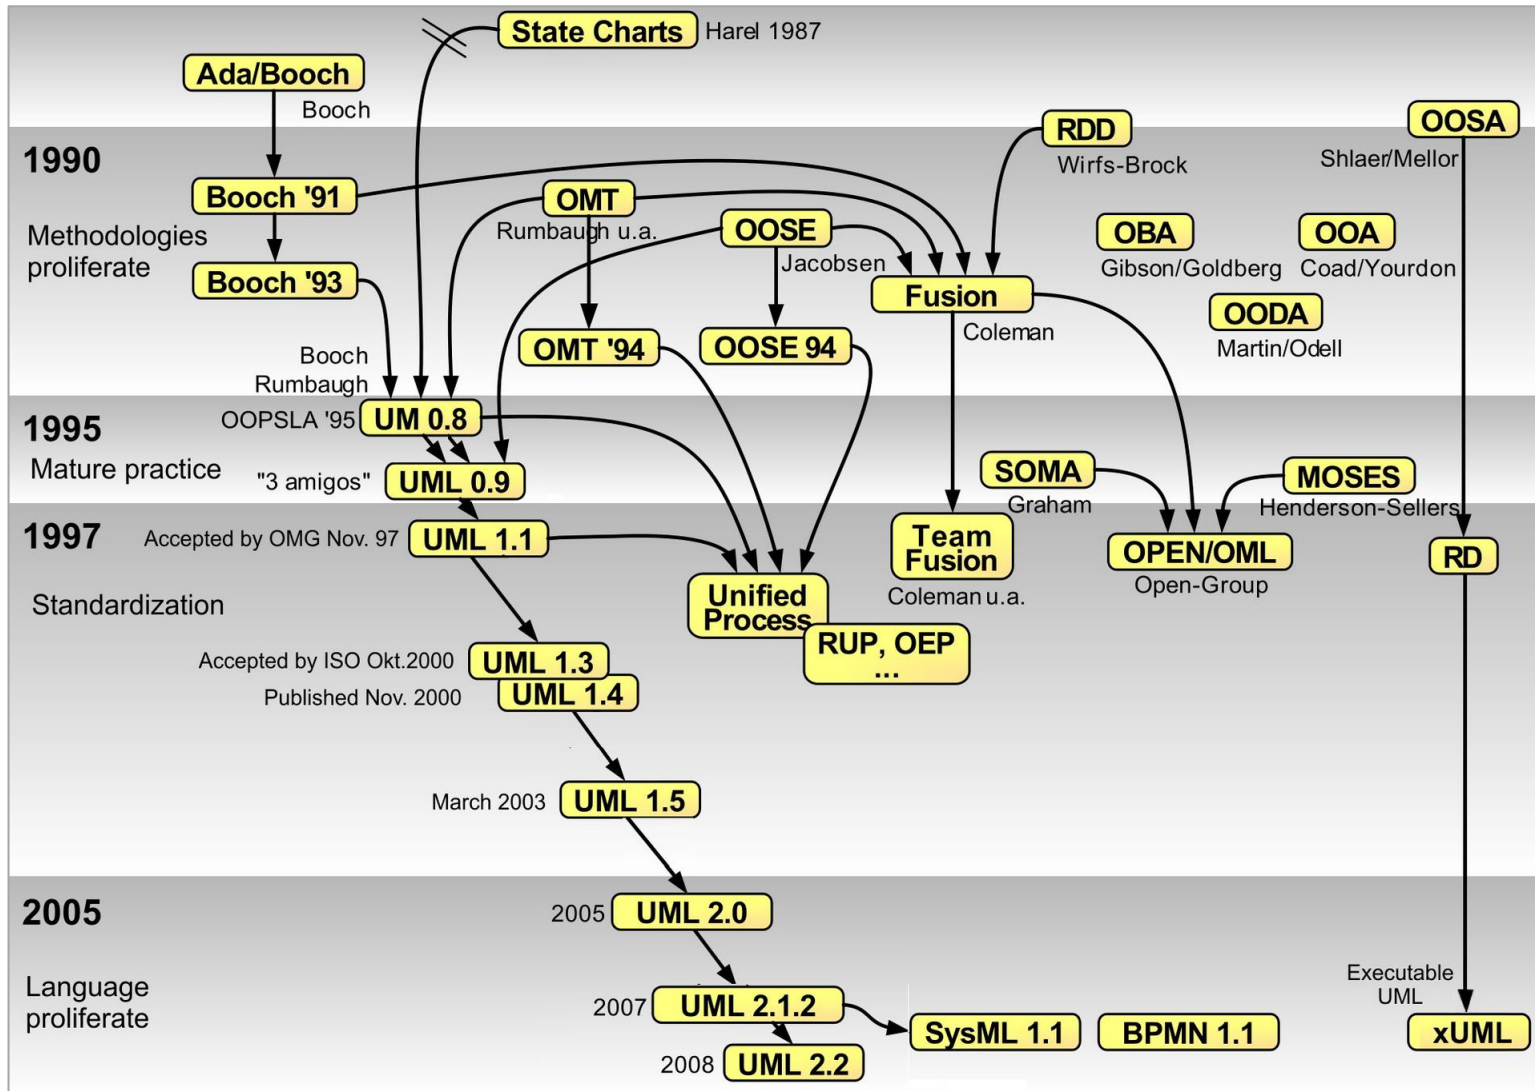 State Charts
Harel 1987
Ada/Booch
Booch
RDD
Wirfs-Brock
OOSA
Shlaer/Mellor
1990
Methodologies
proliferate
Booch '91
OMT
Rumbaugh u.a.
OOSE
Jacobsen
OBA
Gibson/Goldberg
OOA
Coad/Yourdon
Booch '93
Fusion
Coleman
OODA
Martin/Odell
OMT '94
OOSE 94
Booch
Rumbaugh
1995
Mature practice
OOPSLA '95
UM 0.8
"3 amigos"
UML 0.9
SOMA
Graham
MOSES
Henderson-Sellers
1997
Standardization
Accepted by OMG Nov. 97
UML 1.1
Team
Fusion
Coleman u.a.
OPEN/OML
Open-Group
RD
Unified
Process
RUP, OEP
...
Accepted by ISO Okt.2000
UML 1.3
Published Nov. 2000
UML 1.4
March 2003
UML 1.5
2005
Language
proliferate
2005
UML 2.0
2007
UML 2.1.2
2008
UML 2.2
SysML 1.1
BPMN 1.1
Executable
UML
xUML